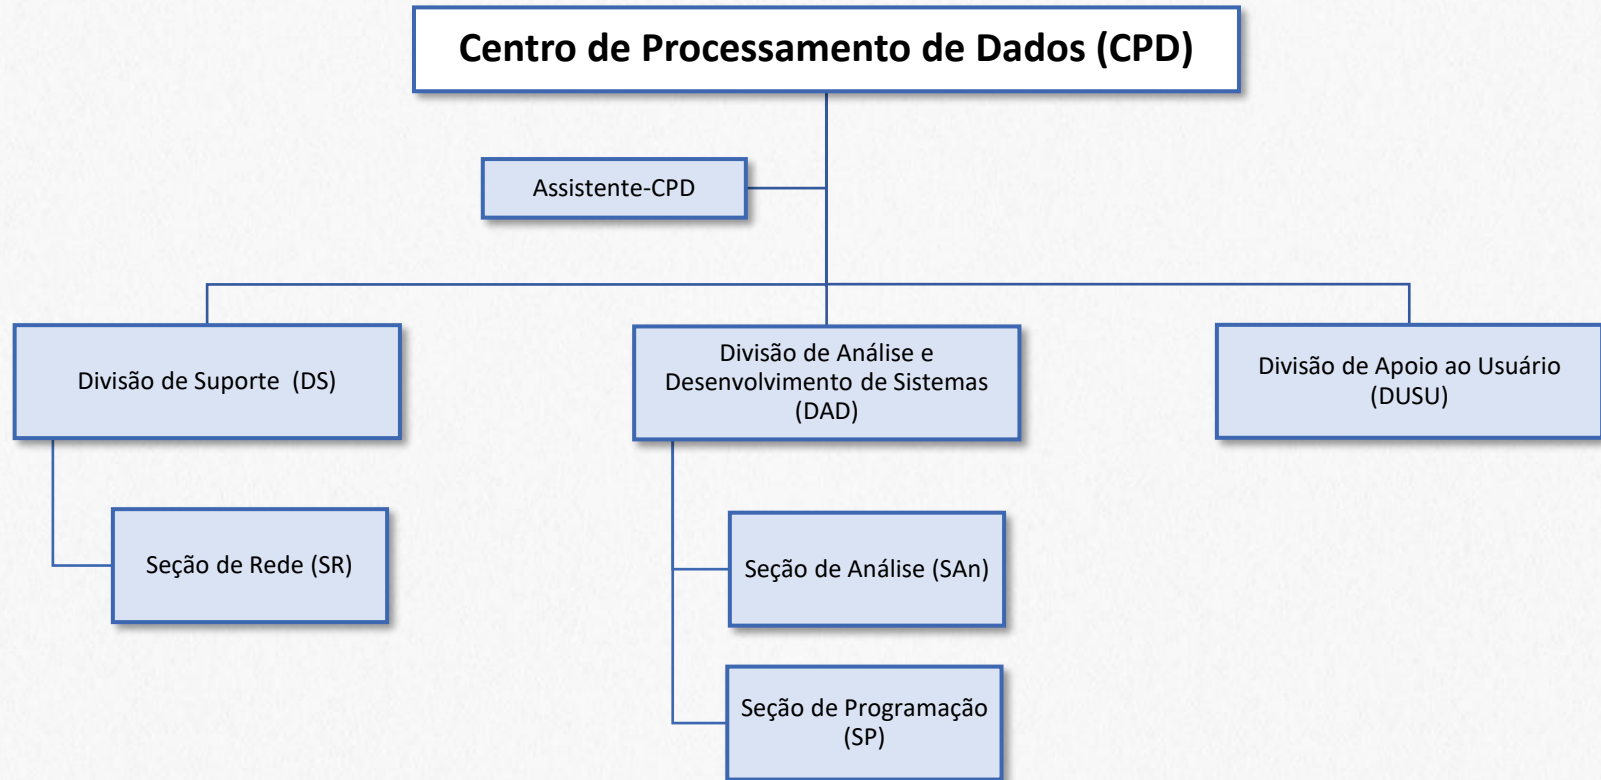 Centro de Processamento de Dados (CPD)
Assistente-CPD
Divisão de Suporte (DS)
Divisão de Análise e
Desenvolvimento de Sistemas
(DAD)
Divisão de Apoio ao Usuário
(DUSU)
Seção de Rede (SR)
Seção de Análise (SAn)
Seção de Programação
(SP)